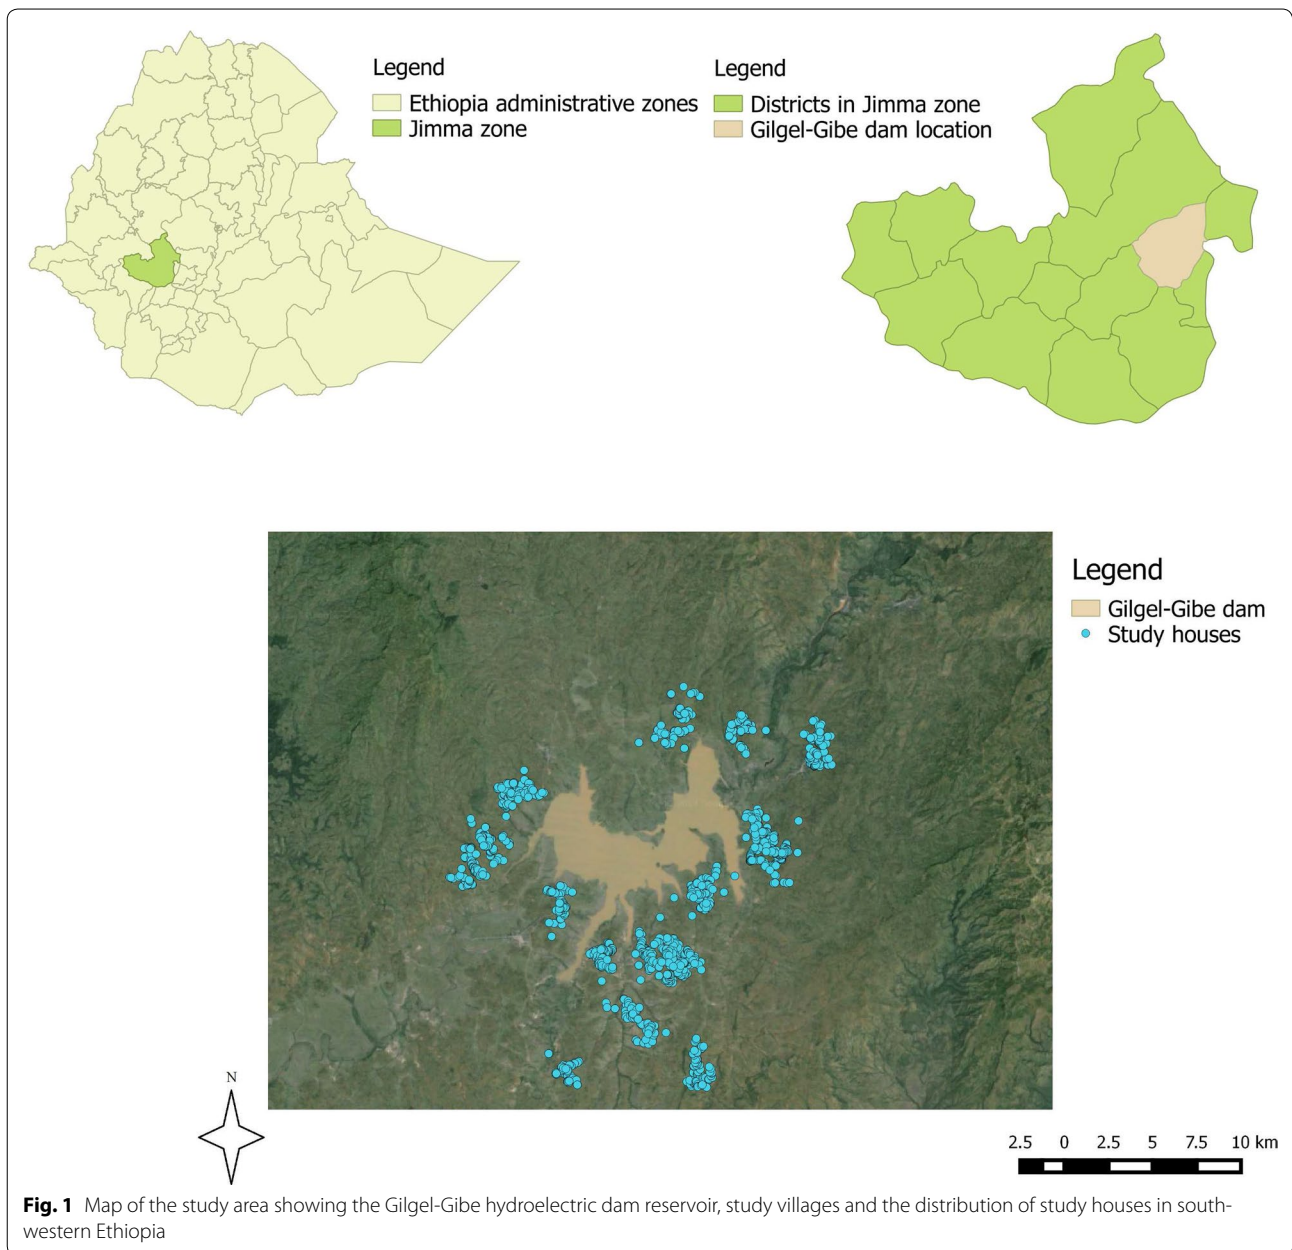 Legend
Ethiopia administrative zones
Jimma zone
Legend
Districts in Jimma zone
Gilgel-Gibe dam location
Legend
Gilgel-Gibe dam
Study houses
N
2.5 0 2.5 5 7.5 10 km
Fig. 1 Map of the study area showing the Gilgel-Gibe hydroelectric dam reservoir, study villages and the distribution of study houses in south-
western Ethiopia